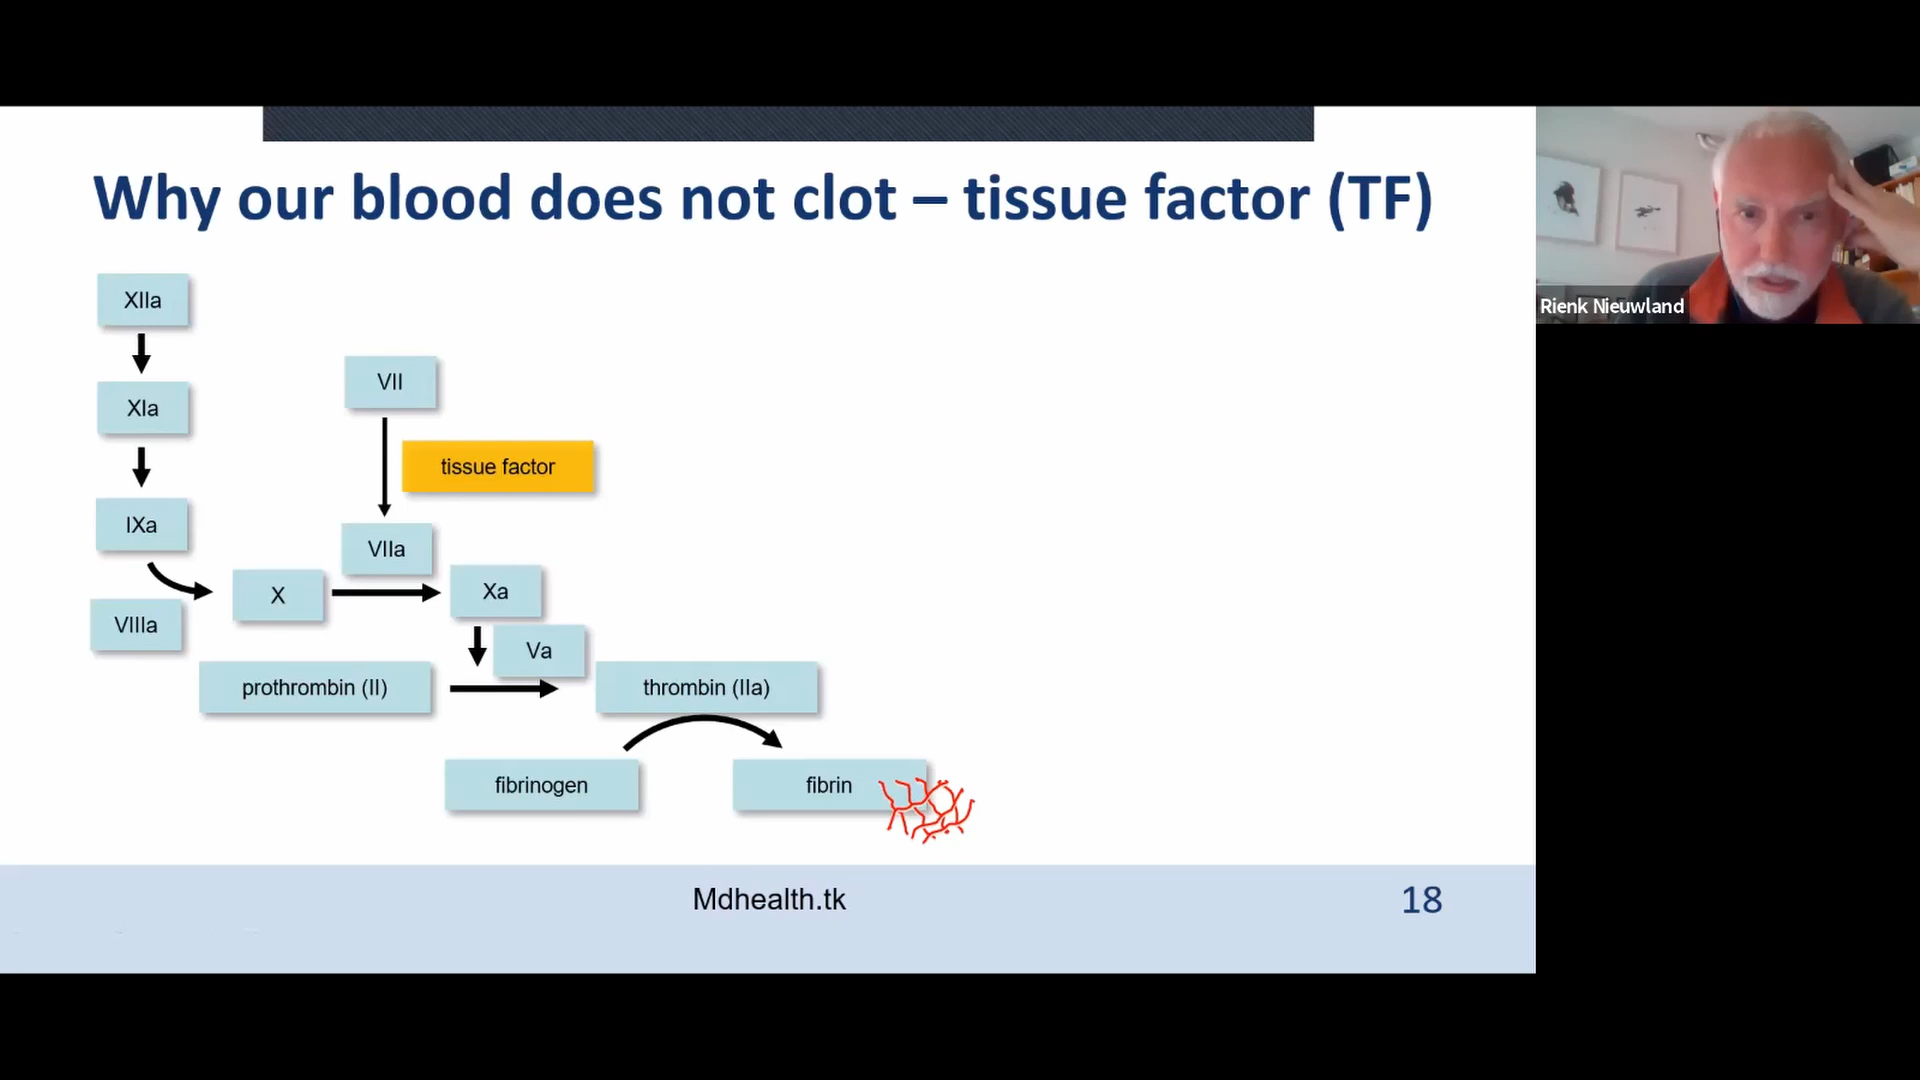 Why our blood does not clot – tissue factor (TF)
Rienk Nieuwland
XIIa
XIa
IXa
VIIIa
VII
tissue factor
VIIa
X
Xa
Va
prothrombin (II)
thrombin (IIa)
fibrinogen
fibrin
Mdhealth.tk
18